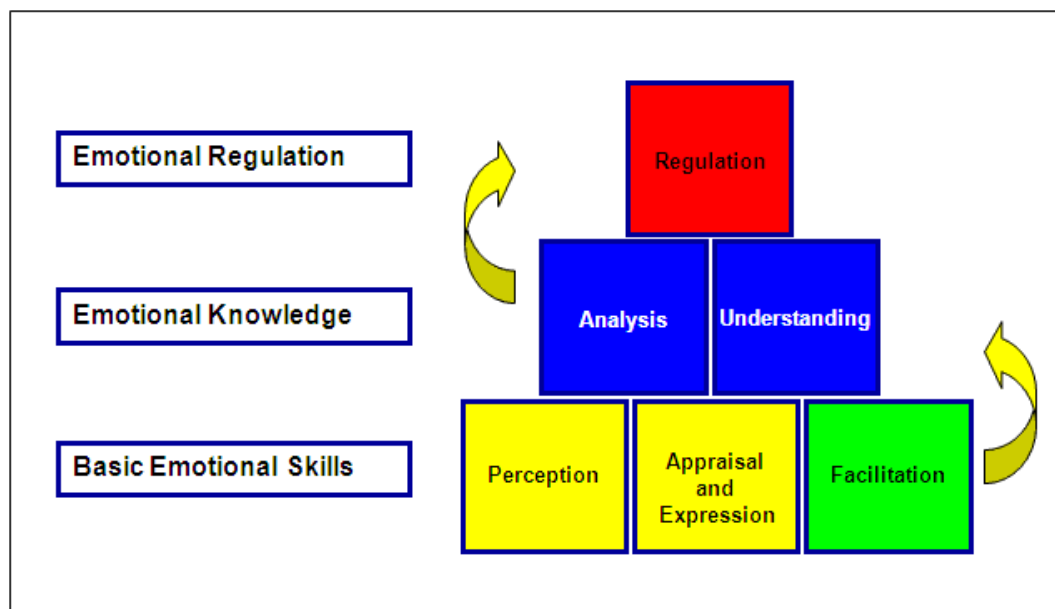 Emotional Regulation
Regulation
Emotional Knowledge
Analysis
Understanding
Basic Emotional Skills
Perception
Appraisal
and
Expression
Facilitation